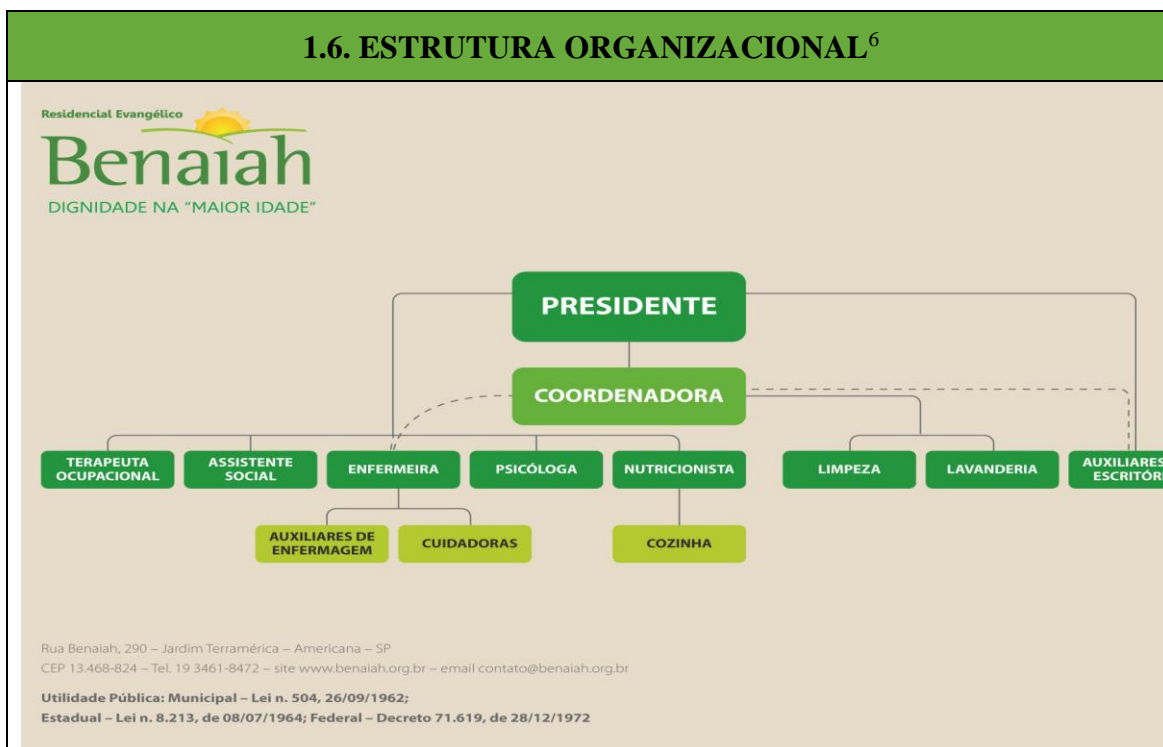 1.6. ESTRUTURA ORGANIZACIONAL⁶
Residencial Evangélico
Benaiah
DIGNIDADE NA "MAIOR IDADE"
PRESIDENTE
COORDENADORA
TERAPEUTA
OCUPACIONAL
ASSISTENTE
SOCIAL
ENFERMEIRA
PSICÓLOGA
NUTRICIONISTA
LIMPEZA
LAVANDERIA
AUXILIARES
AUXILIARES DE
ENFERMAGEM
CUIDADORAS
COZINHA
Rua Benaiah, 290 – Jardim Terramérica – Americana – SP
CEP 13.468-824 – Tel. 19 3461-8472 – site www.benaiah.org.br – email contato@benaiah.org.br
Utilidade Pública: Municipal – Lei n. 504, 26/09/1962;
Estadual – Lei n. 8.213, de 08/07/1964; Federal – Decreto 71.619, de 28/12/1972